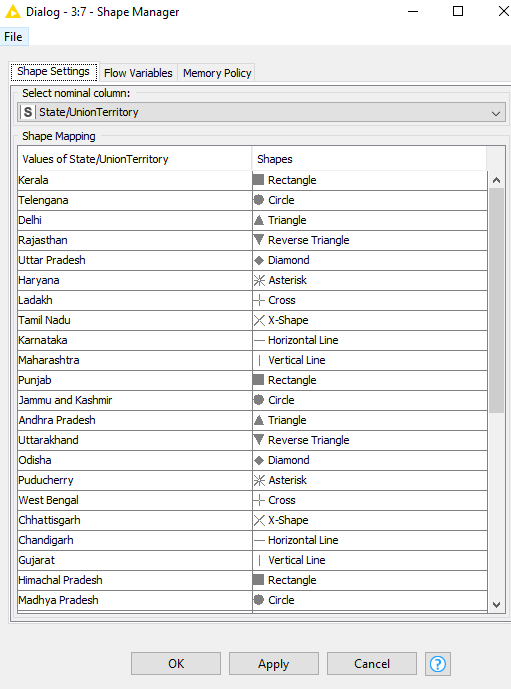 Dialog - 3:7 - Shape Manager
File
Shape Settings Flow Variables Memory Policy
Select nominal column:
S State/UnionTerritory
Shape Mapping
Values of State/UnionTerritory Shapes
Kerala Rectangle
Telengana Circle
Delhi Triangle
Rajasthan Reverse Triangle
Uttar Pradesh Diamond
Haryana Asterisk
Ladakh Cross
Tamil Nadu X-Shape
Karnataka Horizontal Line
Maharashtra Vertical Line
Punjab Rectangle
Jammu and Kashmir Circle
Andhra Pradesh Triangle
Uttarakhand Reverse Triangle
Odisha Diamond
Puducherry Asterisk
West Bengal Cross
Chhattisgarh X-Shape
Chandigarh Horizontal Line
Gujarat Vertical Line
Himachal Pradesh Rectangle
Madhya Pradesh Circle
OK Apply Cancel ?